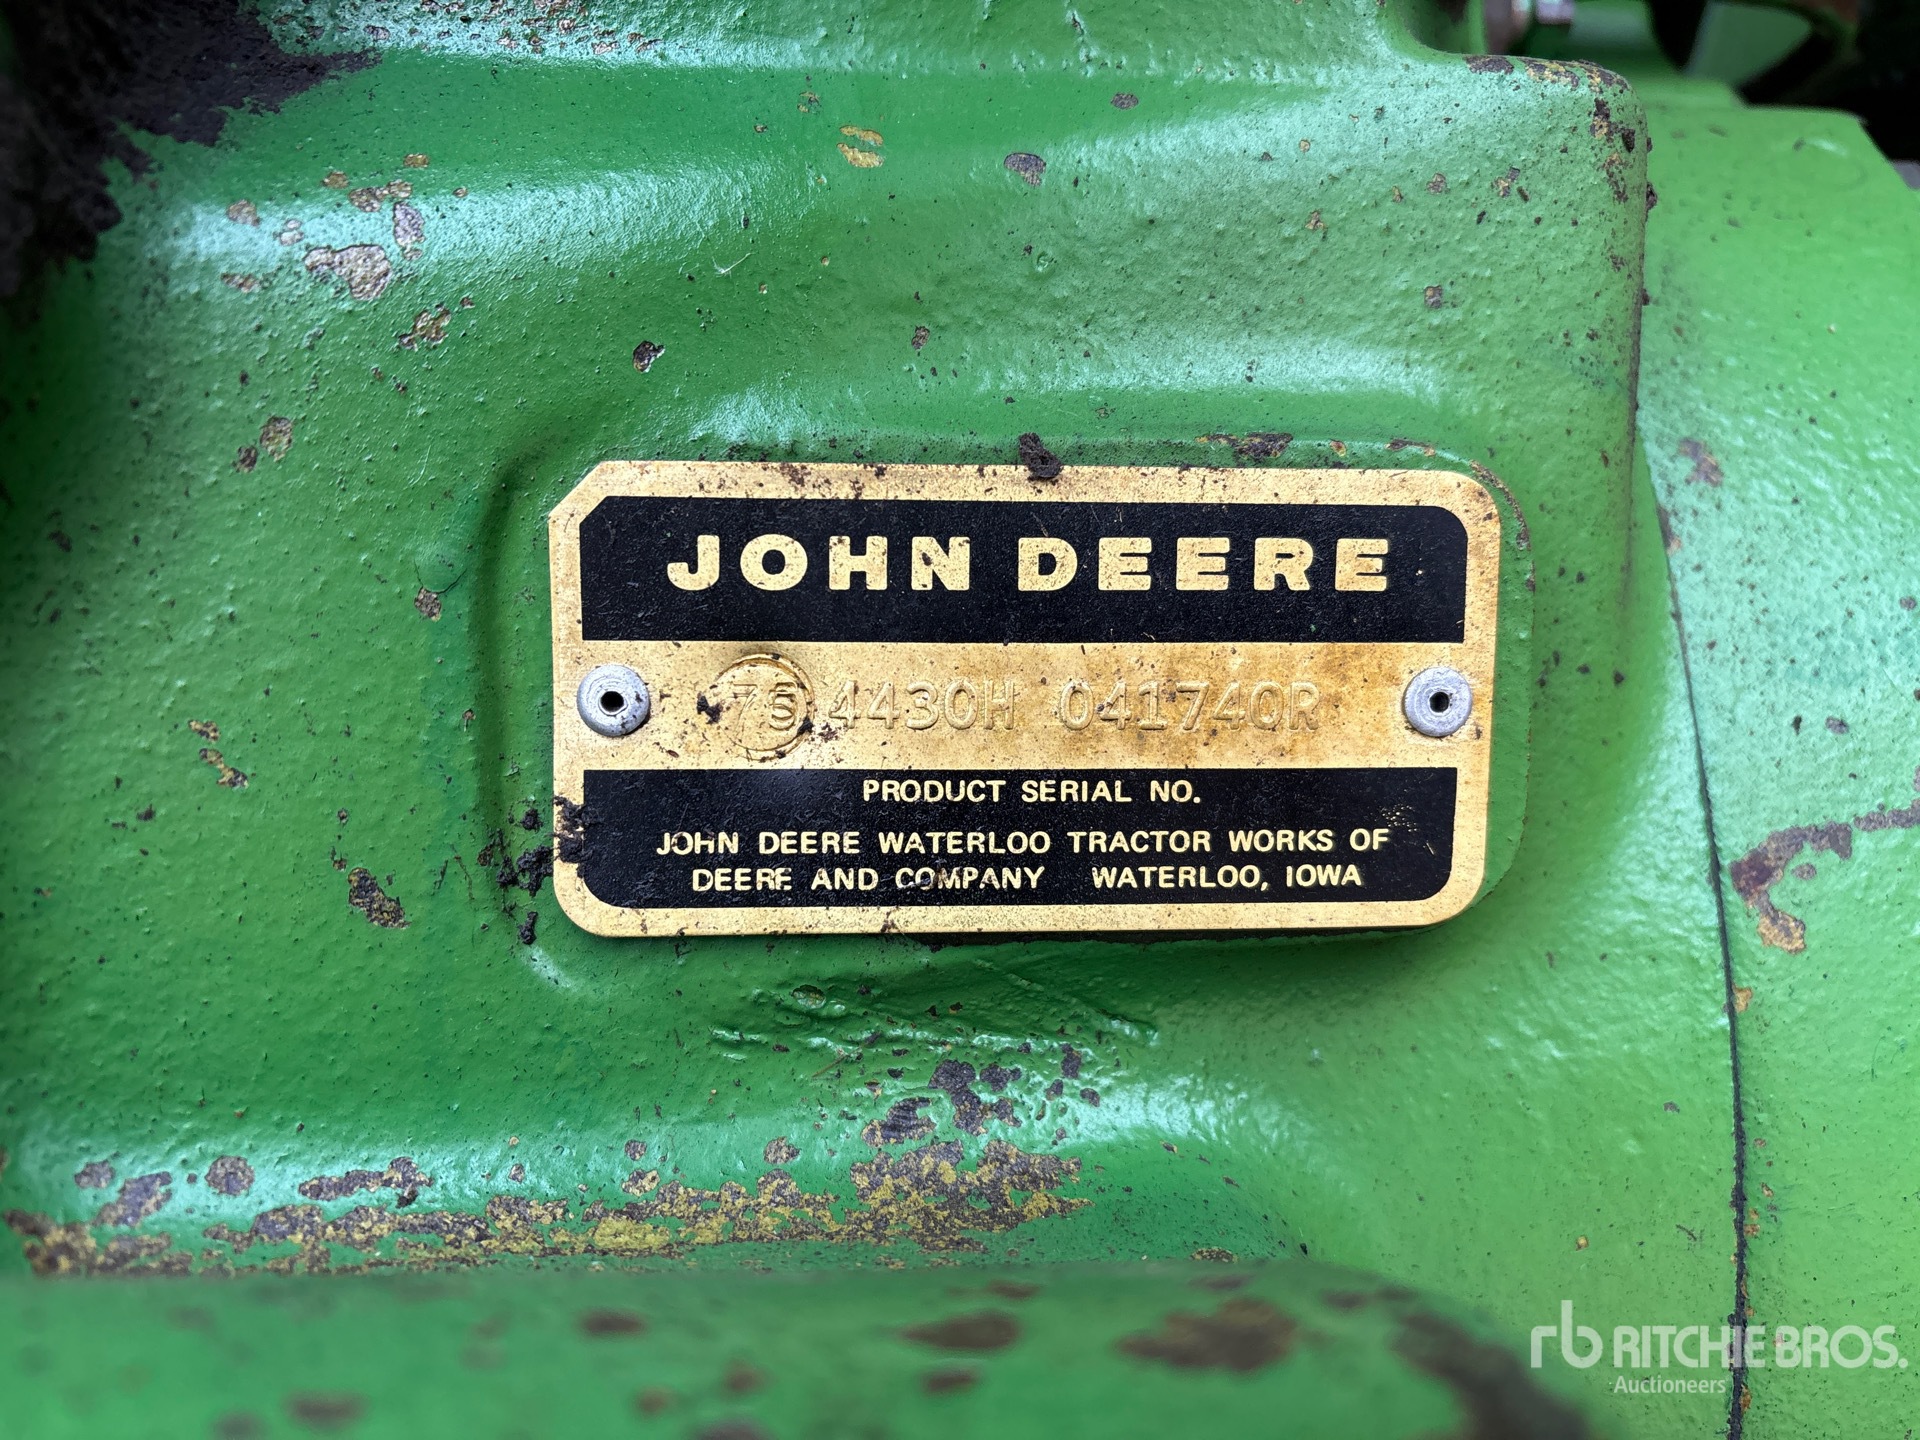 JOHN DEERE
4430H 041740R
PRODUCT SERIAL NO.
JOHN DEERE WATERLOO TRACTOR WORKS OF
DEERE AND COMPANY WATERLOO, IOWA
rb RITCHIE BROS.
Auctioneers